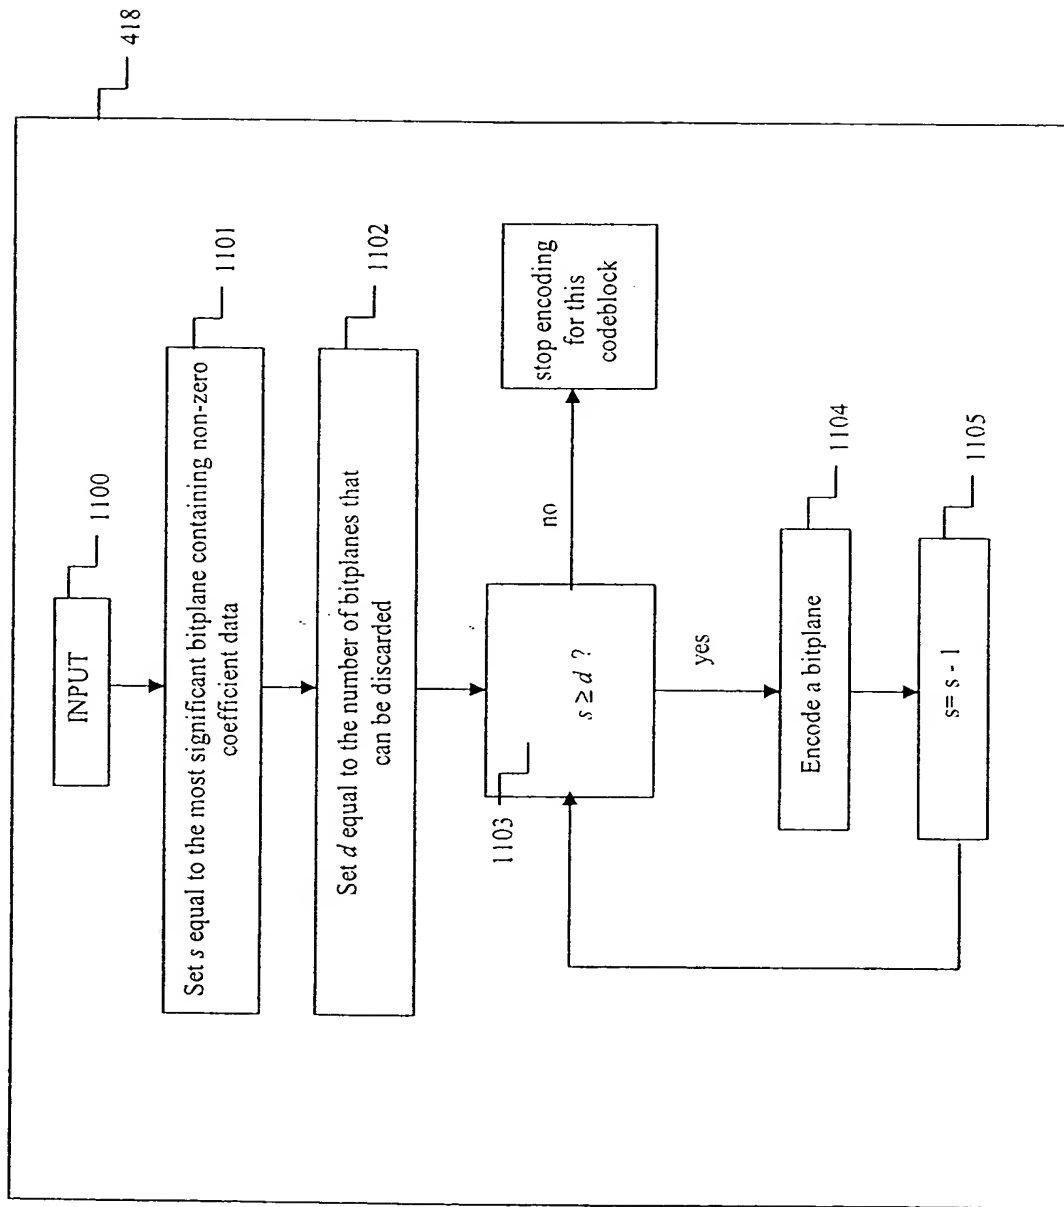 418
INPUT
1100
Set s equal to the most significant bitplane containing non-zero
coefficient data
1101
Set d equal to the number of bitplanes that
can be discarded
1102
1103
s ≥ d ?
no
stop encoding
for this
codeblock
yes
Encode a bitplane
1104
s= s - 1
1105